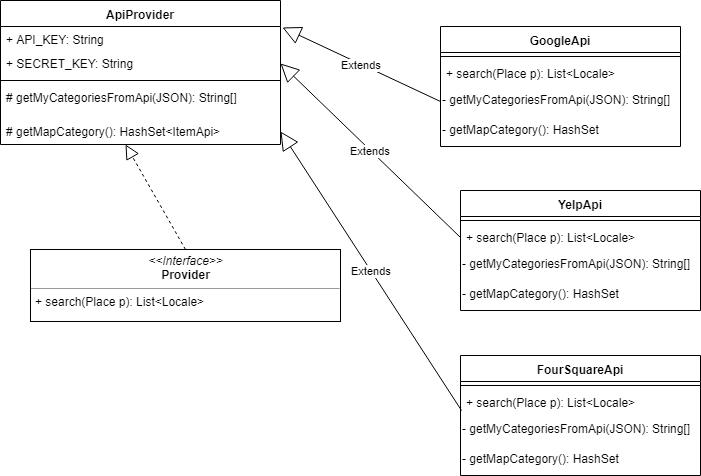 ApiProvider
+ API_KEY: String
+ SECRET_KEY: String
# getMyCategoriesFromApi(JSON): String[]
# getMapCategory(): HashSet<ItemApi>
Extends
GoogleApi
+ search(Place p): List<Locale>
- getMyCategoriesFromApi(JSON): String[]
- getMapCategory(): HashSet
Extends
YelpApi
+ search(Place p): List<Locale>
- getMyCategoriesFromApi(JSON): String[]
- getMapCategory(): HashSet
<<Interface>>
Provider
+ search(Place p): List<Locale>
Extends
FourSquareApi
+ search(Place p): List<Locale>
- getMyCategoriesFromApi(JSON): String[]
- getMapCategory(): HashSet